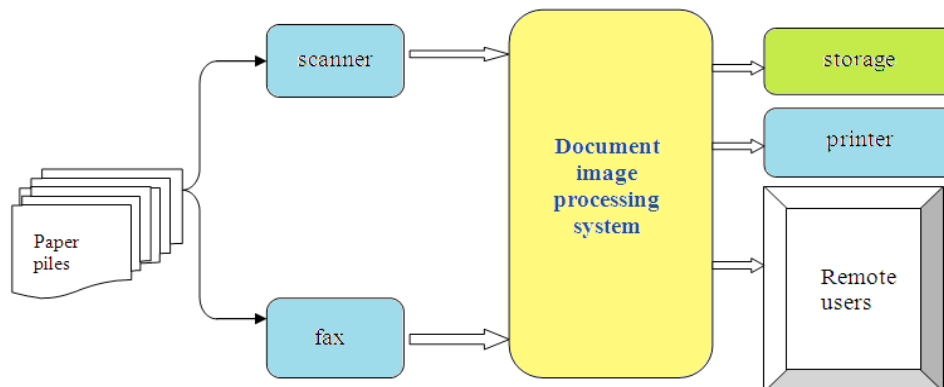 scanner
Paper
piles
fax
Document
image
processing
system
storage
printer
Remote
users